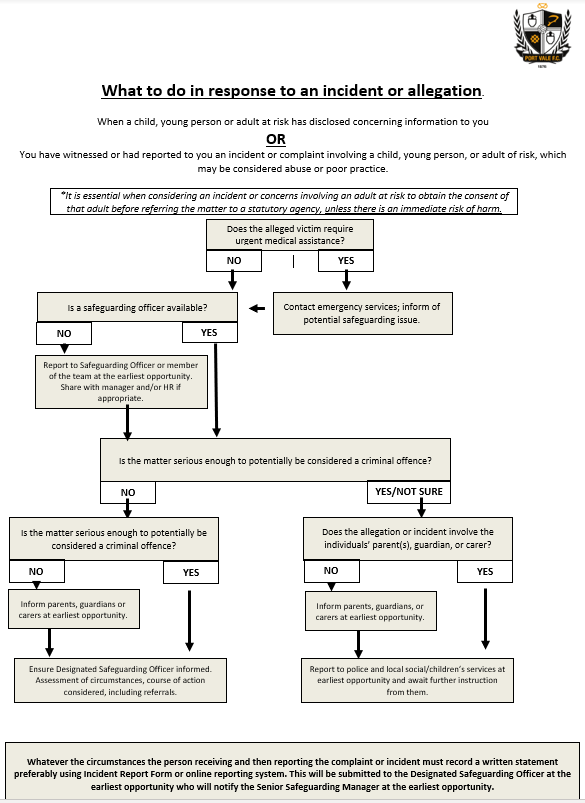 PORT VALE F.C.
What to do in response to an incident or allegation.
When a child, young person or adult at risk has disclosed concerning information to you
OR
You have witnessed or had reported to you an incident or complaint involving a child, young person, or adult of risk, which
may be considered abuse or poor practice.
*It is essential when considering an incident or concerns involving an adult at risk to obtain the consent of
that adult before referring the matter to a statutory agency, unless there is an immediate risk of harm.
Does the alleged victim require
urgent medical assistance?
NO
YES
Is a safeguarding officer available?
Contact emergency services; inform of
potential safeguarding issue.
NO
YES
Report to Safeguarding Officer or member
of the team at the earliest opportunity.
Share with manager and/or HR if
appropriate.
Is the matter serious enough to potentially be considered a criminal offence?
NO
YES/NOT SURE
Is the matter serious enough to potentially be
considered a criminal offence?
Does the allegation or incident involve the
individuals' parent(s), guardian, or carer?
NO
YES
NO
YES
Inform parents, guardians or
carers at earliest opportunity.
Inform parents, guardians, or
carers at earliest opportunity.
Ensure Designated Safeguarding Officer informed.
Assessment of circumstances, course of action
considered, including referrals.
Report to police and local social/children's services at
earliest opportunity and await further instruction
from them.
Whatever the circumstances the person receiving and then reporting the complaint or incident must record a written statement
preferably using Incident Report Form or online reporting system. This will be submitted to the Designated Safeguarding Officer at the
earliest opportunity who will notify the Senior Safeguarding Manager at the earliest opportunity.